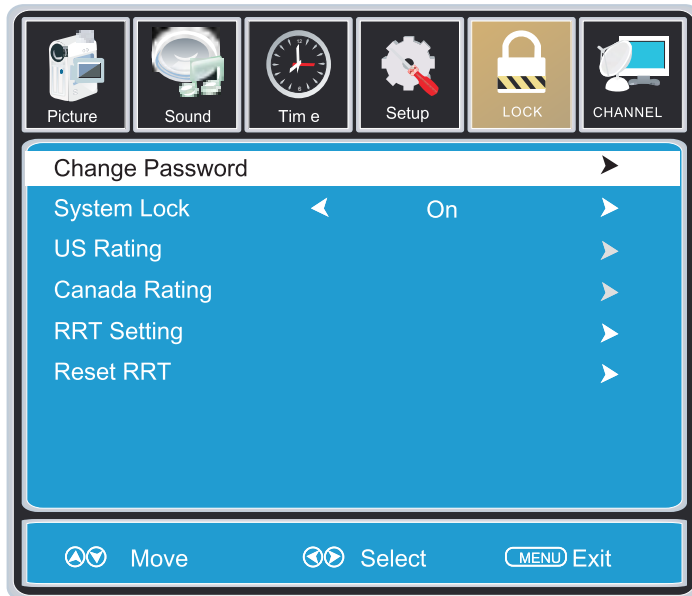 Picture Sound Tim e Setup LOCK CHANNEL
Change Password
System Lock On
US Rating
Canada Rating
RRT Setting
Reset RRT
Move Select MENU Exit